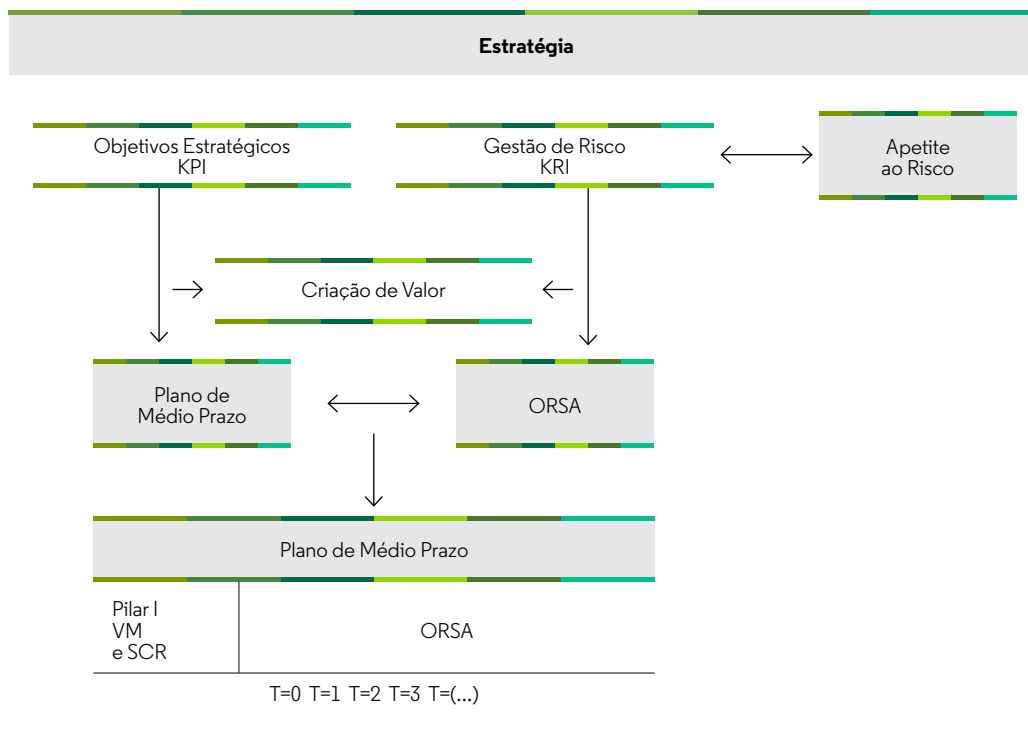 Estratégia
Objetivos Estratégicos
KPI
Gestão de Risco
KRI
Apetite
ao Risco
Criação de Valor
Plano de
Médio Prazo
ORSA
Plano de Médio Prazo
Pilar I
VM
e SCR
ORSA
T=0 T=1 T=2 T=3 T=(...)